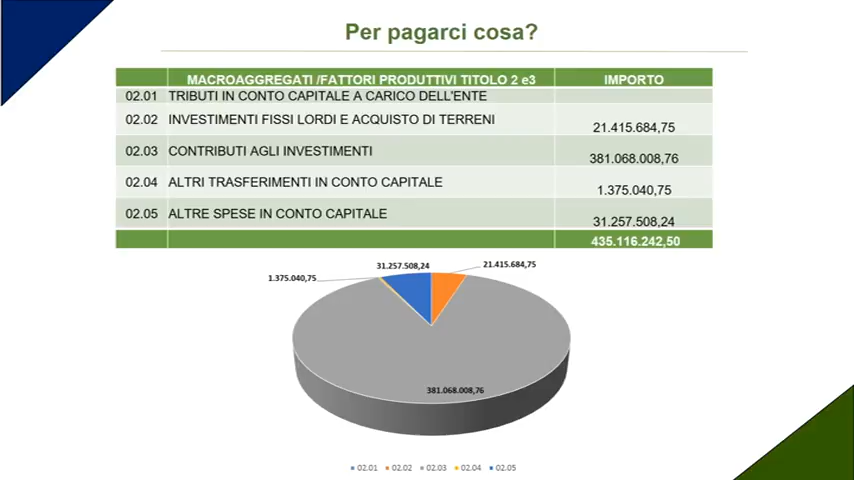 Per pagarci cosa?
MACROAGGREGATI /FATTORI PRODUTTIVI TITOLO 2 e3 IMPORTO
02.01 TRIBUTI IN CONTO CAPITALE A CARICO DELL'ENTE
02.02 INVESTIMENTI FISSI LORDI E ACQUISTO DI TERRENI 21.415.684,75
02.03 CONTRIBUTI AGLI INVESTIMENTI 381.068.008,76
02.04 ALTRI TRASFERIMENTI IN CONTO CAPITALE 1.375.040,75
02.05 ALTRE SPESE IN CONTO CAPITALE 31.257.508,24
435.116.242,50
31.257.508,24 21.415.684,75
1.375.040,75
381.068.008,76
02.01 02.02 02.03 02.04 02.05